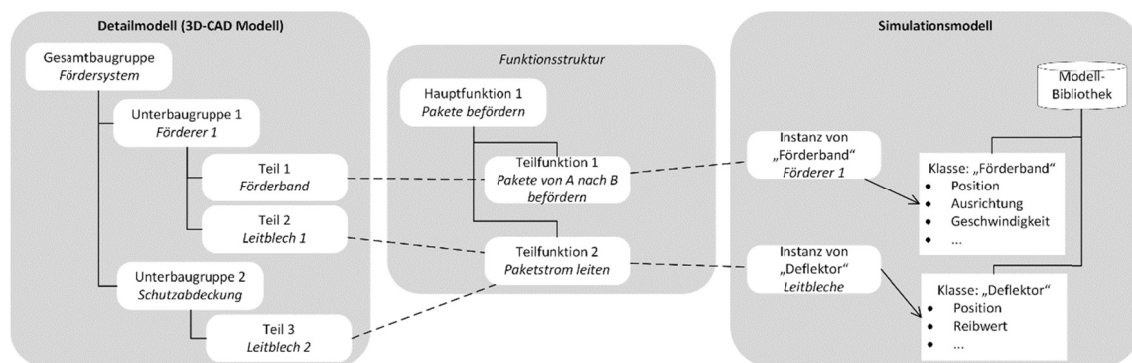 Detailmodell (3D-CAD Modell)
Gesamtbaugruppe
Fördersystem
Unterbaugruppe 1
Förderer 1
Teil 1
Förderband
Teil 2
Leitblech 1
Unterbaugruppe 2
Schutzabdeckung
Teil 3
Leitblech 2
Funktionsstruktur
Hauptfunktion 1
Pakete befördern
Teilfunktion 1
Pakete von A nach B
befördern
Teilfunktion 2
Paketstrom leiten
Simulationsmodell
Modell-
Bibliothek
Instanz von
„Förderband“
Förderer 1
Klasse: „Förderband“
• Position
• Ausrichtung
• Geschwindigkeit
• ...
Instanz von
„Deflektor“
Leitbleche
Klasse: „Deflektor“
• Position
• Reibwert
• ...